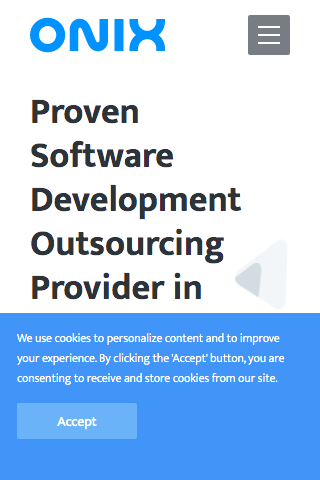 ONIX
Proven
Software
Development
Outsourcing
Provider in
We use cookies to personalize content and to improve
your experience. By clicking the 'Accept' button, you are
consenting to receive and store cookies from our site.
Accept